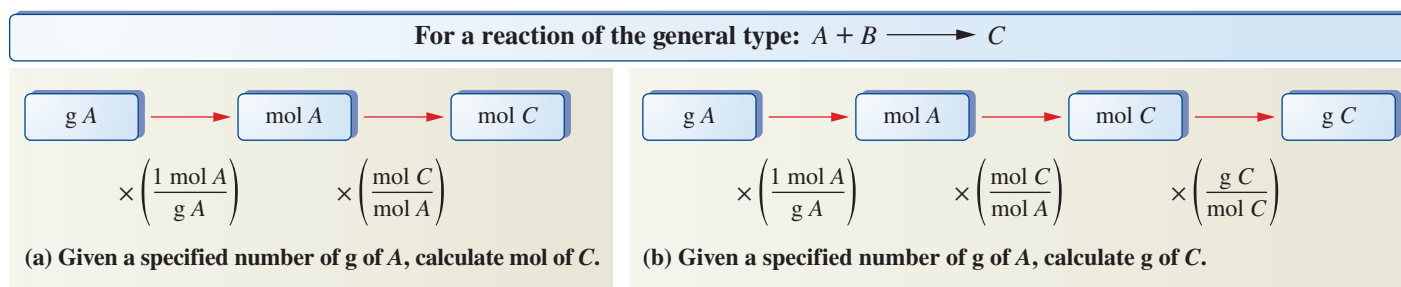 For a reaction of the general type: A + B ⟶ C
g A
mol A
mol C
× (1 mol A / g A)
× (mol C / mol A)
(a) Given a specified number of g of A, calculate mol of C.
g A
mol A
mol C
g C
× (1 mol A / g A)
× (mol C / mol A)
× (g C / mol C)
(b) Given a specified number of g of A, calculate g of C.